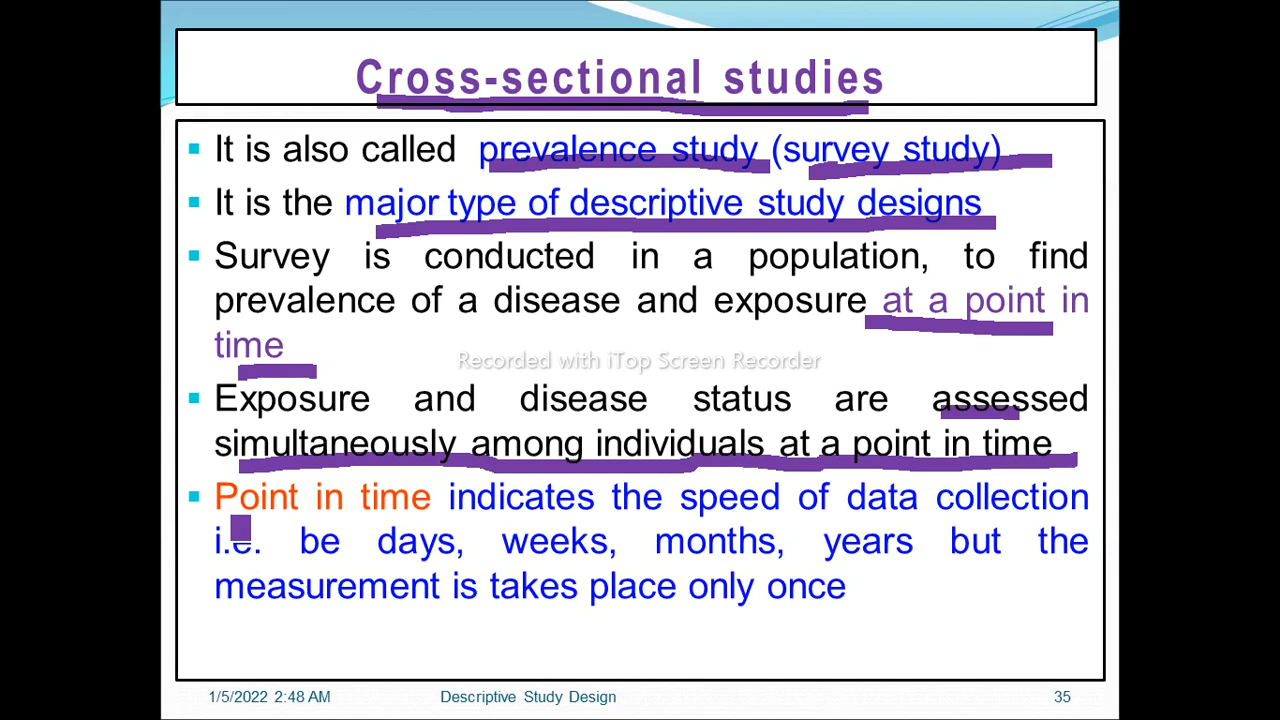 Cross-sectional studies
▪ It is also called prevalence study (survey study)
▪ It is the major type of descriptive study designs
▪ Survey is conducted in a population, to find
prevalence of a disease and exposure at a point in
time
Recorded with iTop Screen Recorder
▪ Exposure and disease status are assessed
simultaneously among individuals at a point in time
▪ Point in time indicates the speed of data collection
i.e. be days, weeks, months, years but the
measurement is takes place only once
1/5/2022 2:48 AM Descriptive Study Design 35